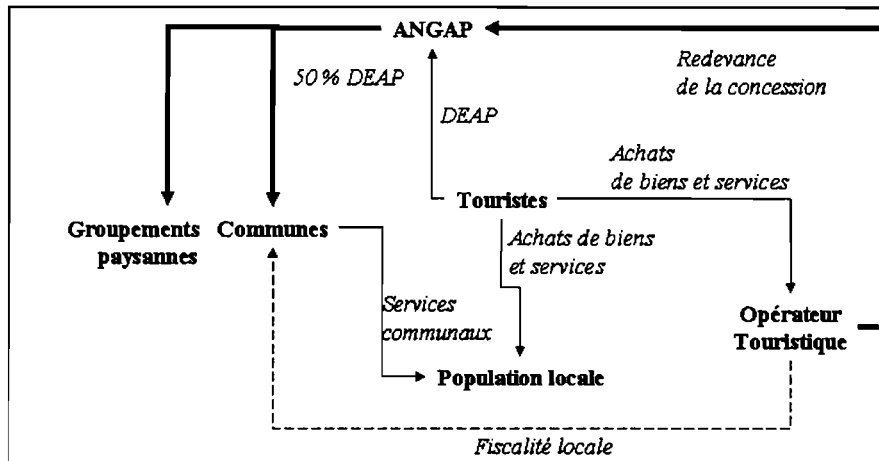 ANGAP
Redevance
de la concession
50 % DEAP
DEAP
Achats
de biens et services
Touristes
Groupements
paysannes
Communes
Achats de biens
et services
Services
communaux
Opérateur
Touristique
Population locale
Fiscalité locale